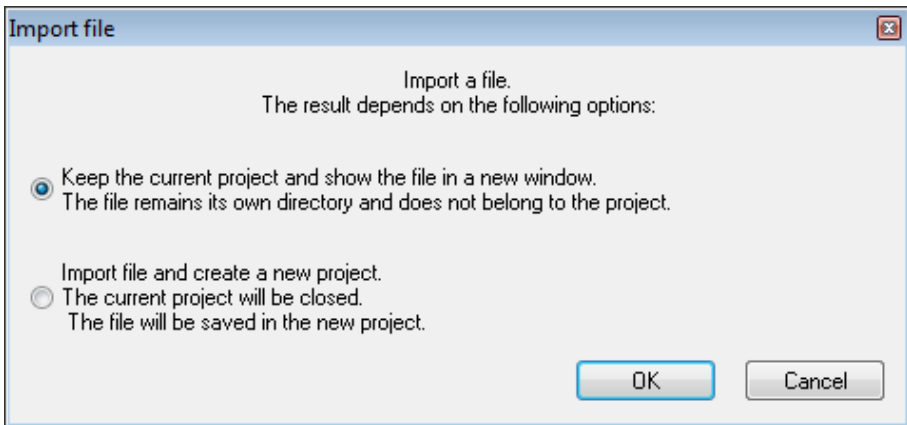 Import file
Import a file.
The result depends on the following options:
Keep the current project and show the file in a new window.
The file remains its own directory and does not belong to the project.
Import file and create a new project.
The current project will be closed.
The file will be saved in the new project.
OK
Cancel